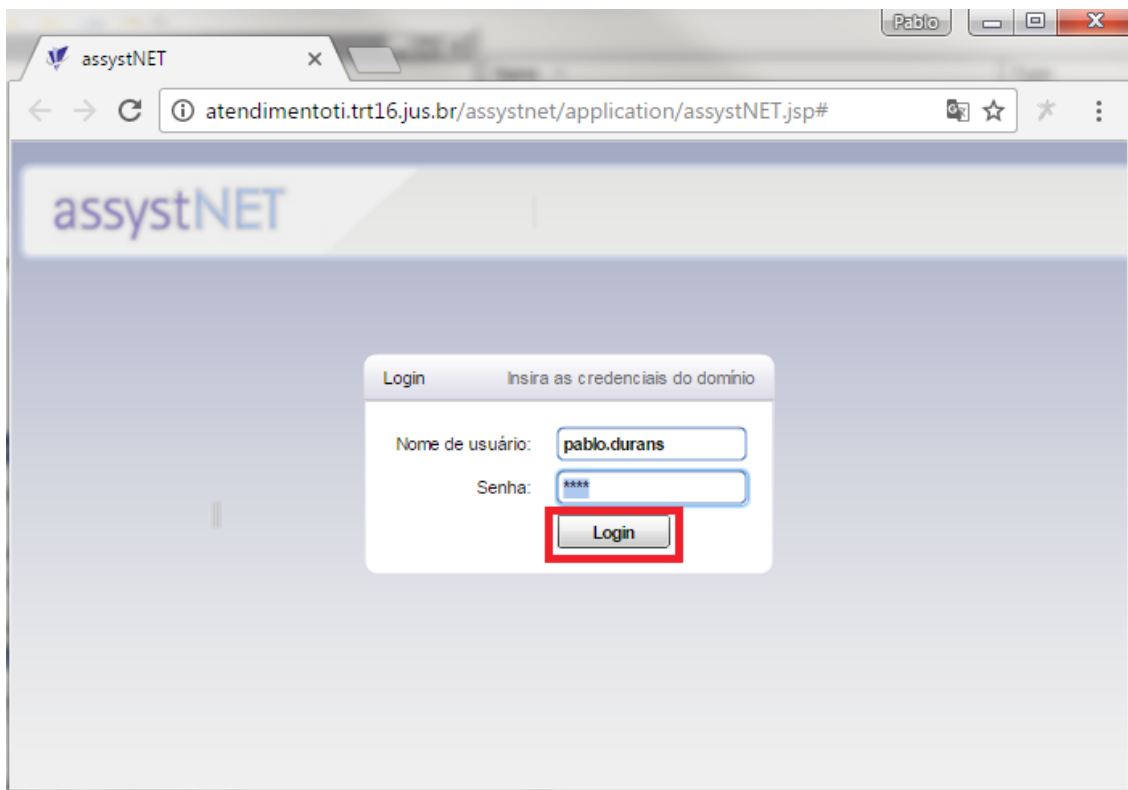 Pablo
assystNET
atendimentoti.trt16.jus.br/assystnet/application/assystNET.jsp#
assystNET
Login Insira as credenciais do domínio
Nome de usuário: pablo.durans
Senha: ****
Login